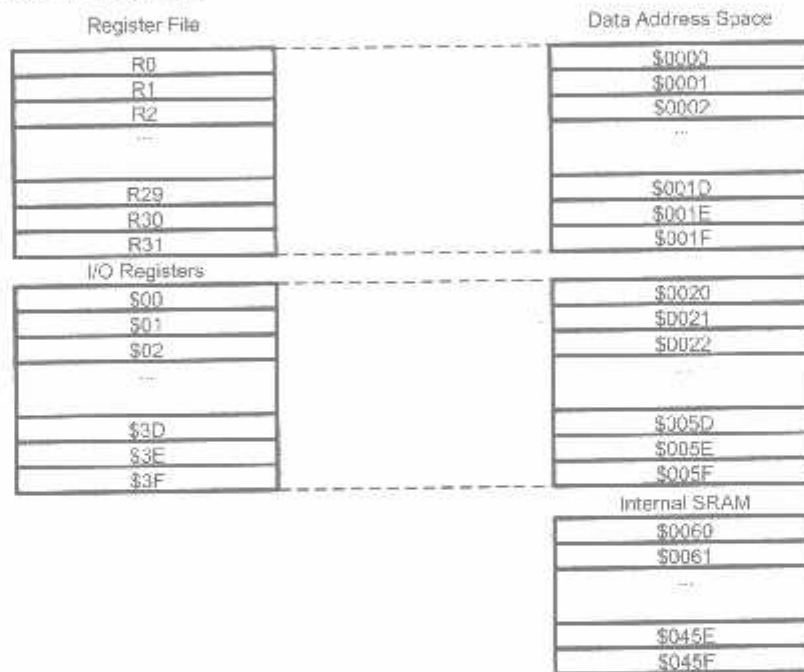 Register File
Data Address Space
R0
$0000
R1
$0001
R2
$0002
...
...
R29
$001D
R30
$001E
R31
$001F
I/O Registers
$00
$0020
$01
$0021
$02
$0022
...
...
$3D
$005D
$3E
$005E
$3F
$005F
Internal SRAM
$0060
$0061
...
$045E
$045F